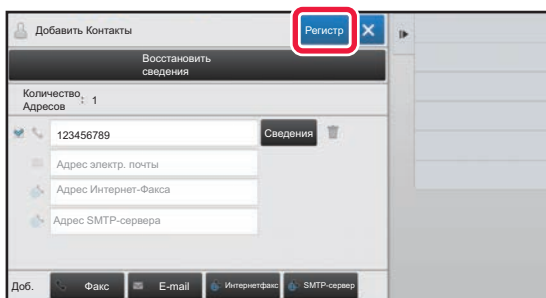 Добавить Контакты
Регистр
Восстановить
сведения
Количество
Адресов : 1
123456789
Сведения
Адрес электр. почты
Адрес Интернет-Факса
Адрес SMTP-сервера
Доб.
Факс
E-mail
Интернетфакс
SMTP-сервер